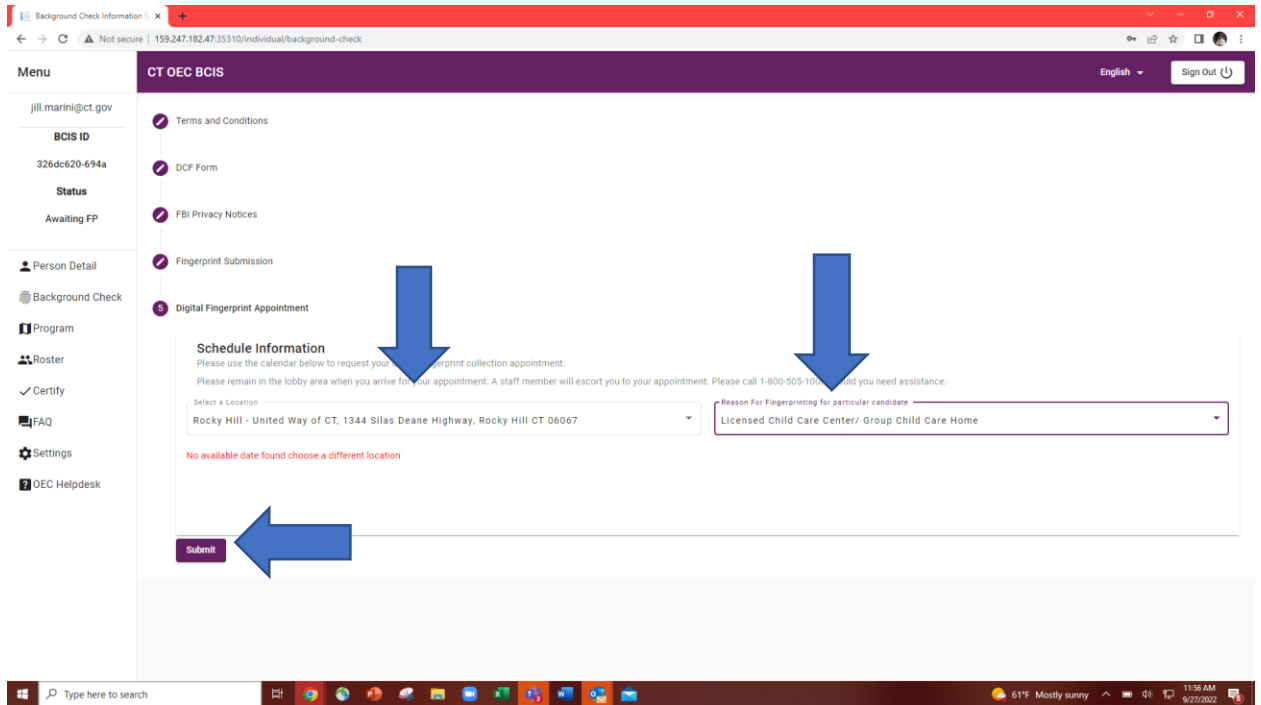 Background Check Information S
Not secure | 159.247.182.47:35310/individual/background-check
Menu
CT OEC BCIS
English
Sign Out
jill.marini@ct.gov
BCIS ID
326dc620-694a
Status
Awaiting FP
Person Detail
Background Check
Program
Roster
Certify
FAQ
Settings
OEC Helpdesk
Terms and Conditions
DCF Form
FBI Privacy Notices
Fingerprint Submission
5 Digital Fingerprint Appointment
Schedule Information
Please use the calendar below to request your erprint collection appointment.
Please remain in the lobby area when you arrive for your appointment. A staff member will escort you to your appointment. Please call 1-800-505-100 uld you need assistance.
Select a Location
Rocky Hill - United Way of CT, 1344 Silas Deane Highway, Rocky Hill CT 06067
Reason For Fingerprinting for particular candidate
Licensed Child Care Center/ Group Child Care Home
No available date found choose a different location
Submit
Type here to search
61°F Mostly sunny
11:56 AM
9/27/2022